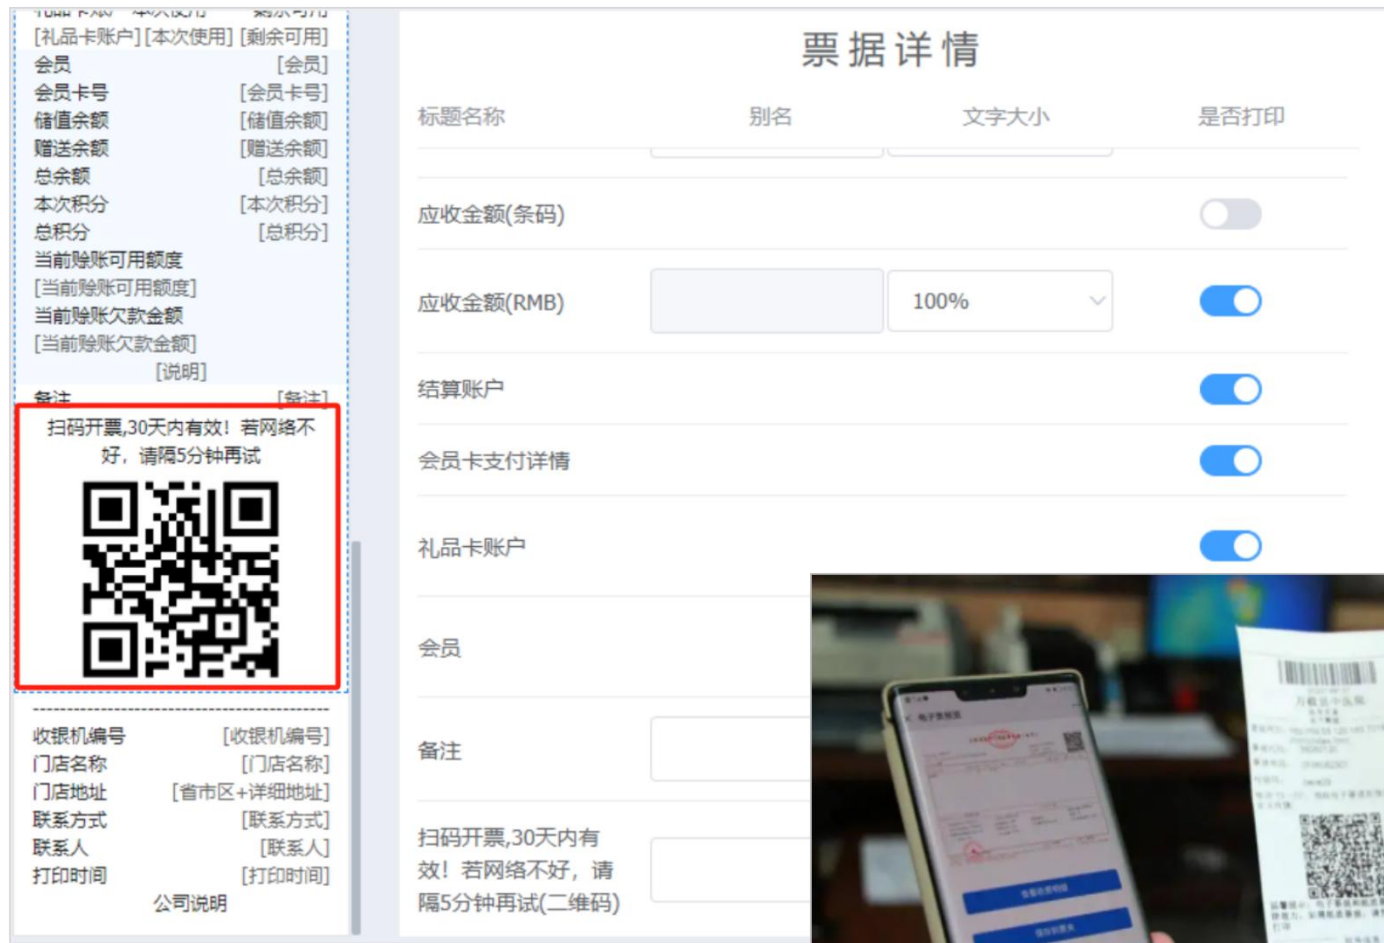 [礼品卡账户][本次使用][剩余可用]
会员 [会员]
会员卡号 [会员卡号]
储值余额 [储值余额]
赠送余额 [赠送余额]
总余额 [总余额]
本次积分 [本次积分]
总积分 [总积分]
当前赊账可用额度
[当前赊账可用额度]
当前赊账欠款金额
[当前赊账欠款金额]
[说明]
备注 [备注]
扫码开票,30天内有效！若网络不
好，请隔5分钟再试
收银机编号 [收银机编号]
门店名称 [门店名称]
门店地址 [省市区+详细地址]
联系方式 [联系方式]
联系人 [联系人]
打印时间 [打印时间]
公司说明
票据详情
标题名称 别名 文字大小 是否打印
应收金额(条码)
应收金额(RMB) 100%
结算账户
会员卡支付详情
礼品卡账户
会员
备注
扫码开票,30天内有
效！若网络不好，请
隔5分钟再试(二维码)